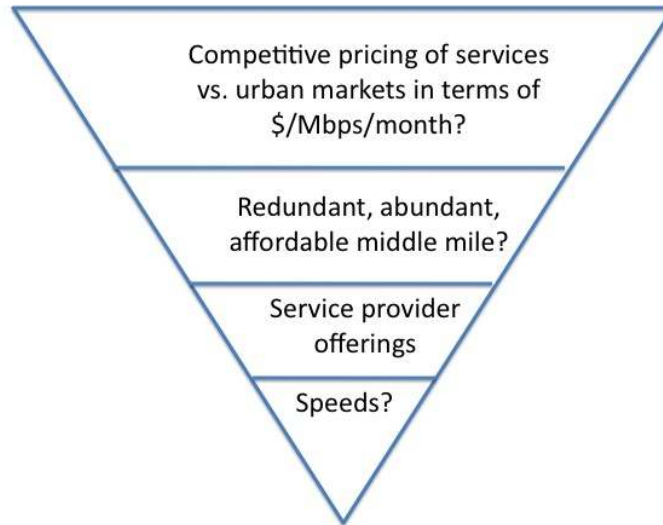 Competitive pricing of services
vs. urban markets in terms of
$/Mbps/month?
Redundant, abundant,
affordable middle mile?
Service provider
offerings
Speeds?